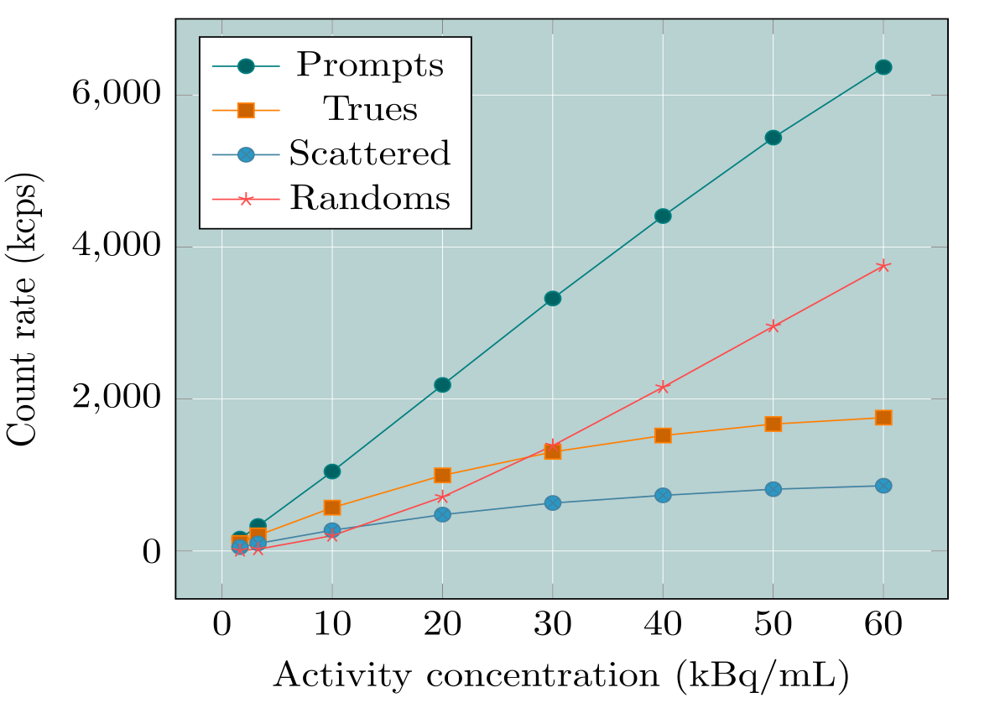 Prompts
Trues
Scattered
Randoms
6,000
4,000
2,000
0
Count rate (kcps)
0 10 20 30 40 50 60
Activity concentration (kBq/mL)